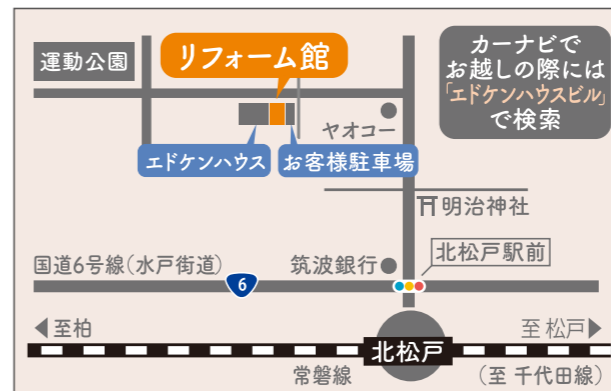 運動公園
リフォーム館
カーナビで
お越しの際には
「エドケンハウスビル」
で検索
ヤオコー
エドケンハウス
お客様駐車場
明治神社
国道6号線(水戸街道)
6
筑波銀行
北松戸駅前
◀至柏
至 松戸▶
北松戸
常磐線
(至 千代田線)